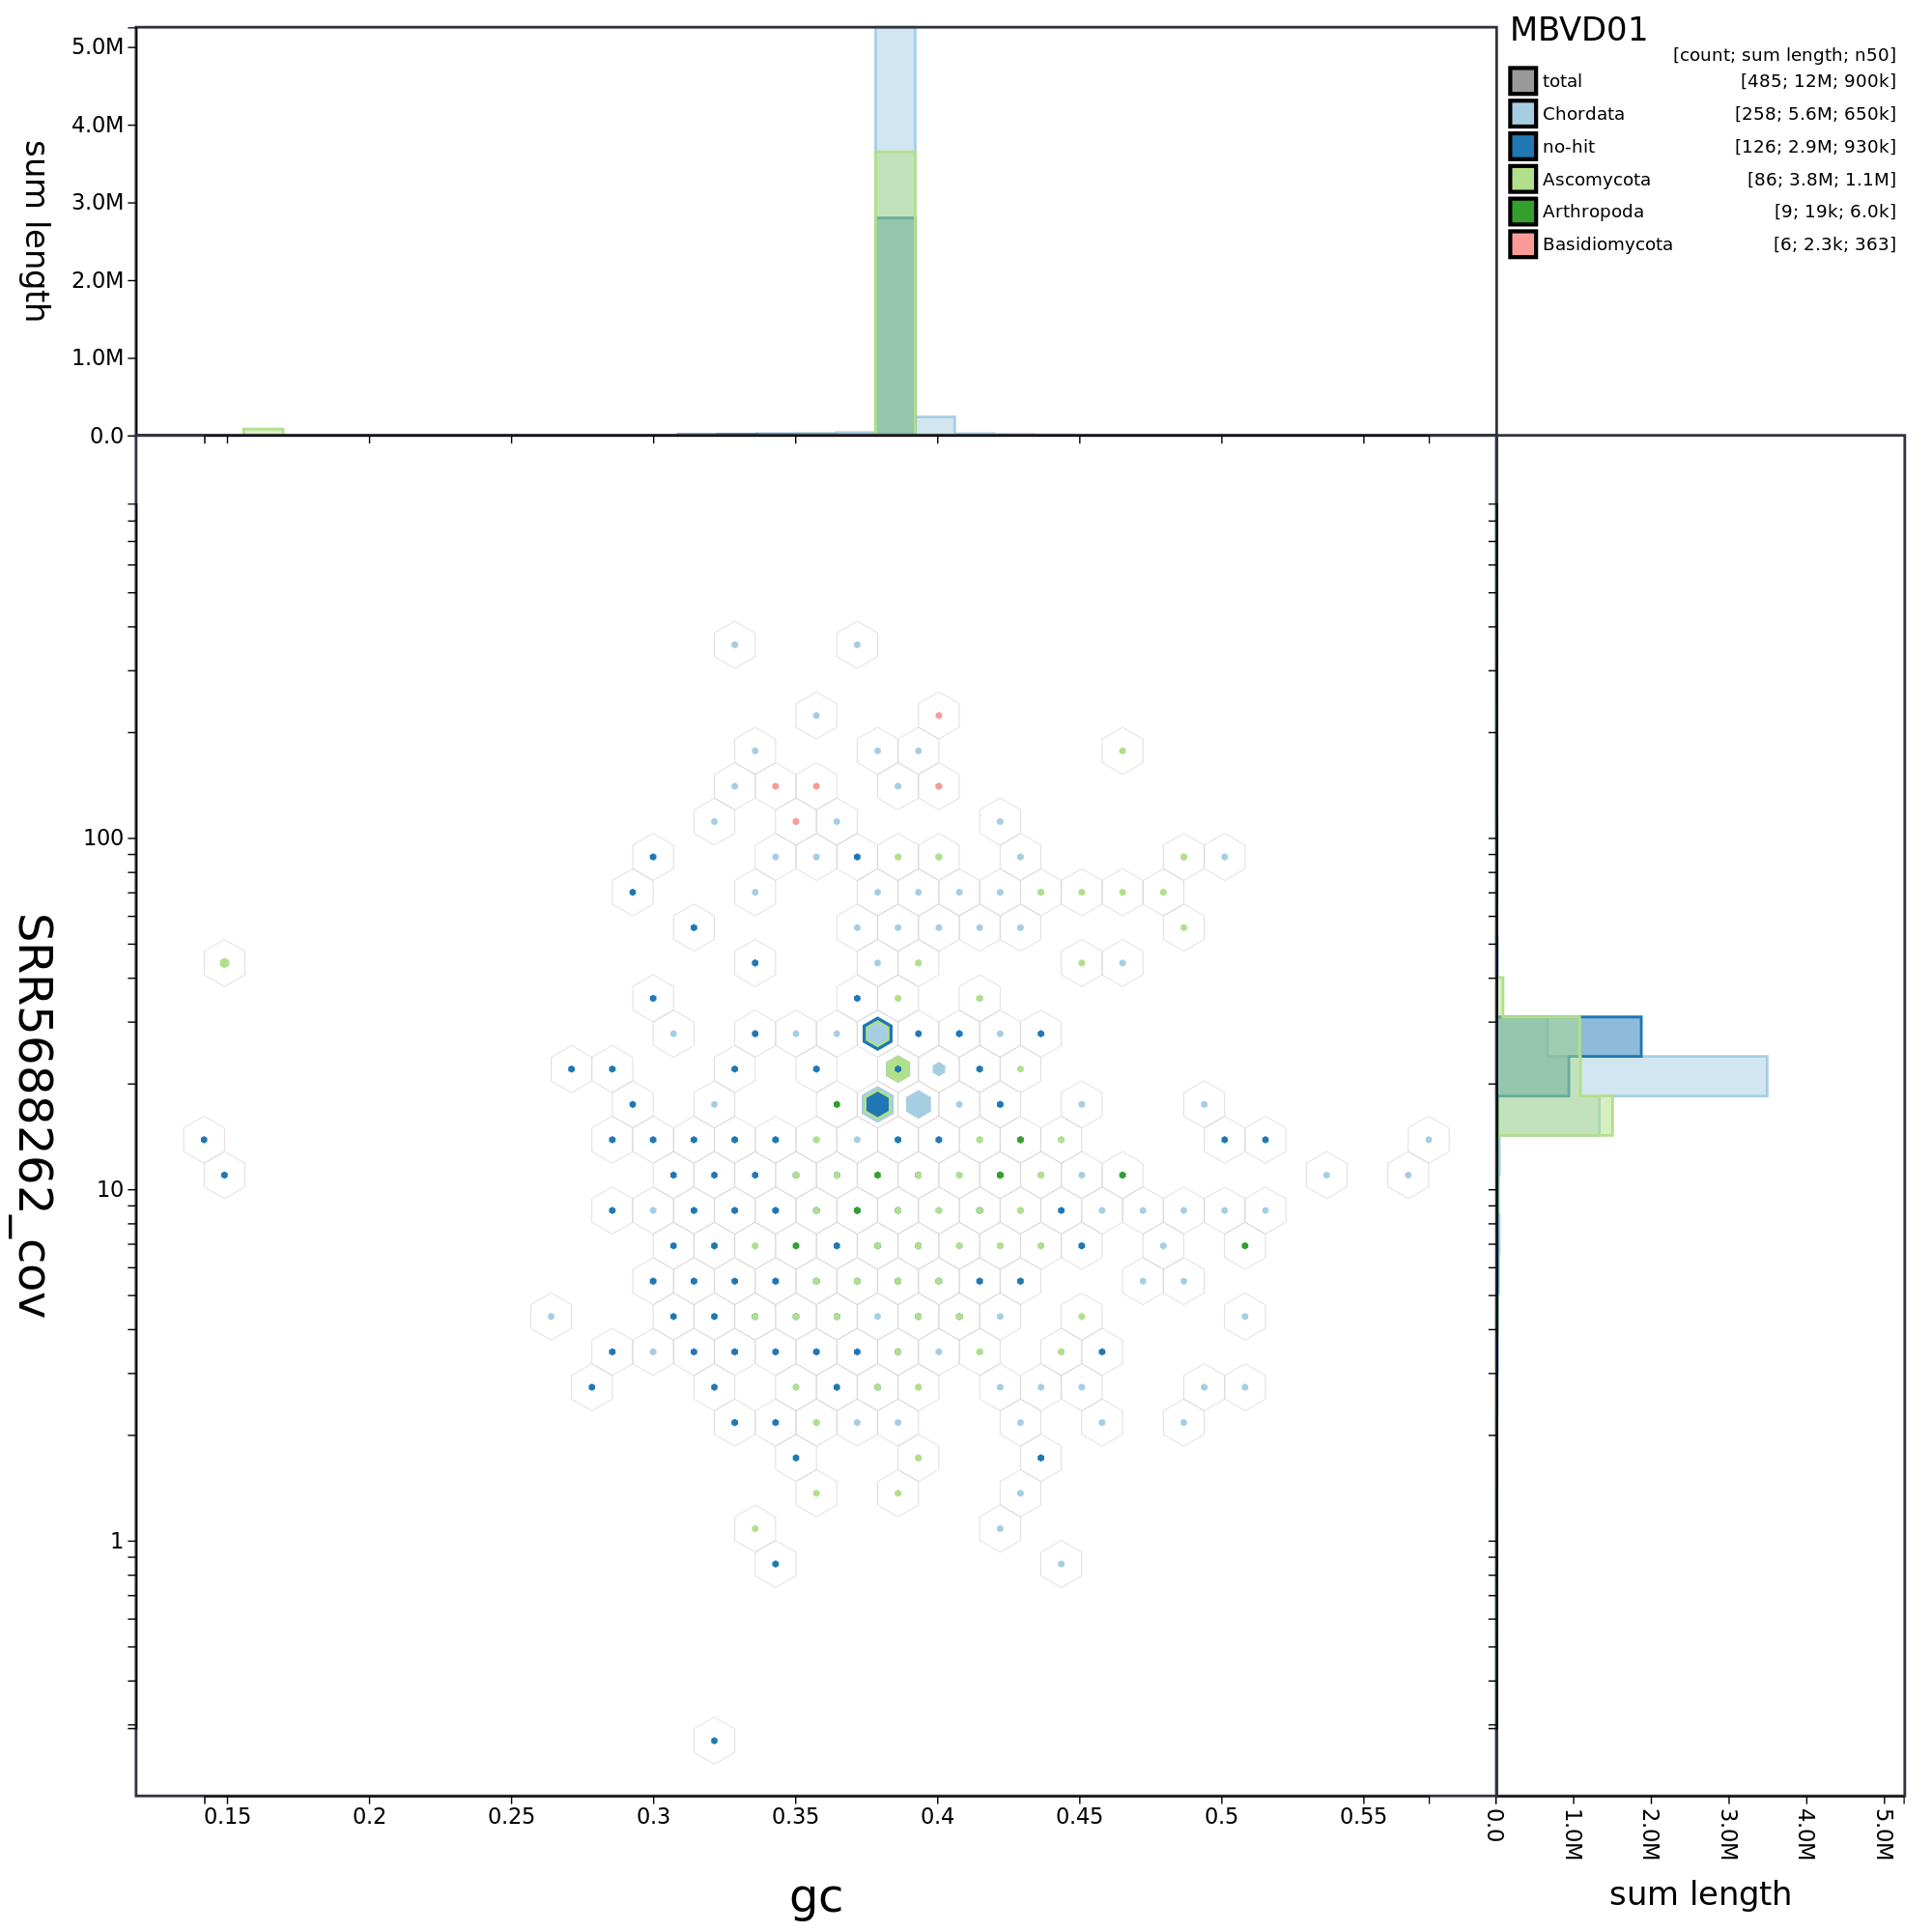 MBVD01
[count; sum length; n50]
total [485; 12M; 900k]
Chordata [258; 5.6M; 650k]
no-hit [126; 2.9M; 930k]
Ascomycota [86; 3.8M; 1.1M]
Arthropoda [9; 19k; 6.0k]
Basidiomycota [6; 2.3k; 363]
5.0M
4.0M
3.0M
2.0M
1.0M
0.0
sum length
100
10
1
SRR5688262_cov
0.15 0.2 0.25 0.3 0.35 0.4 0.45 0.5 0.55
gc
0.0 1.0M 2.0M 3.0M 4.0M 5.0M
sum length